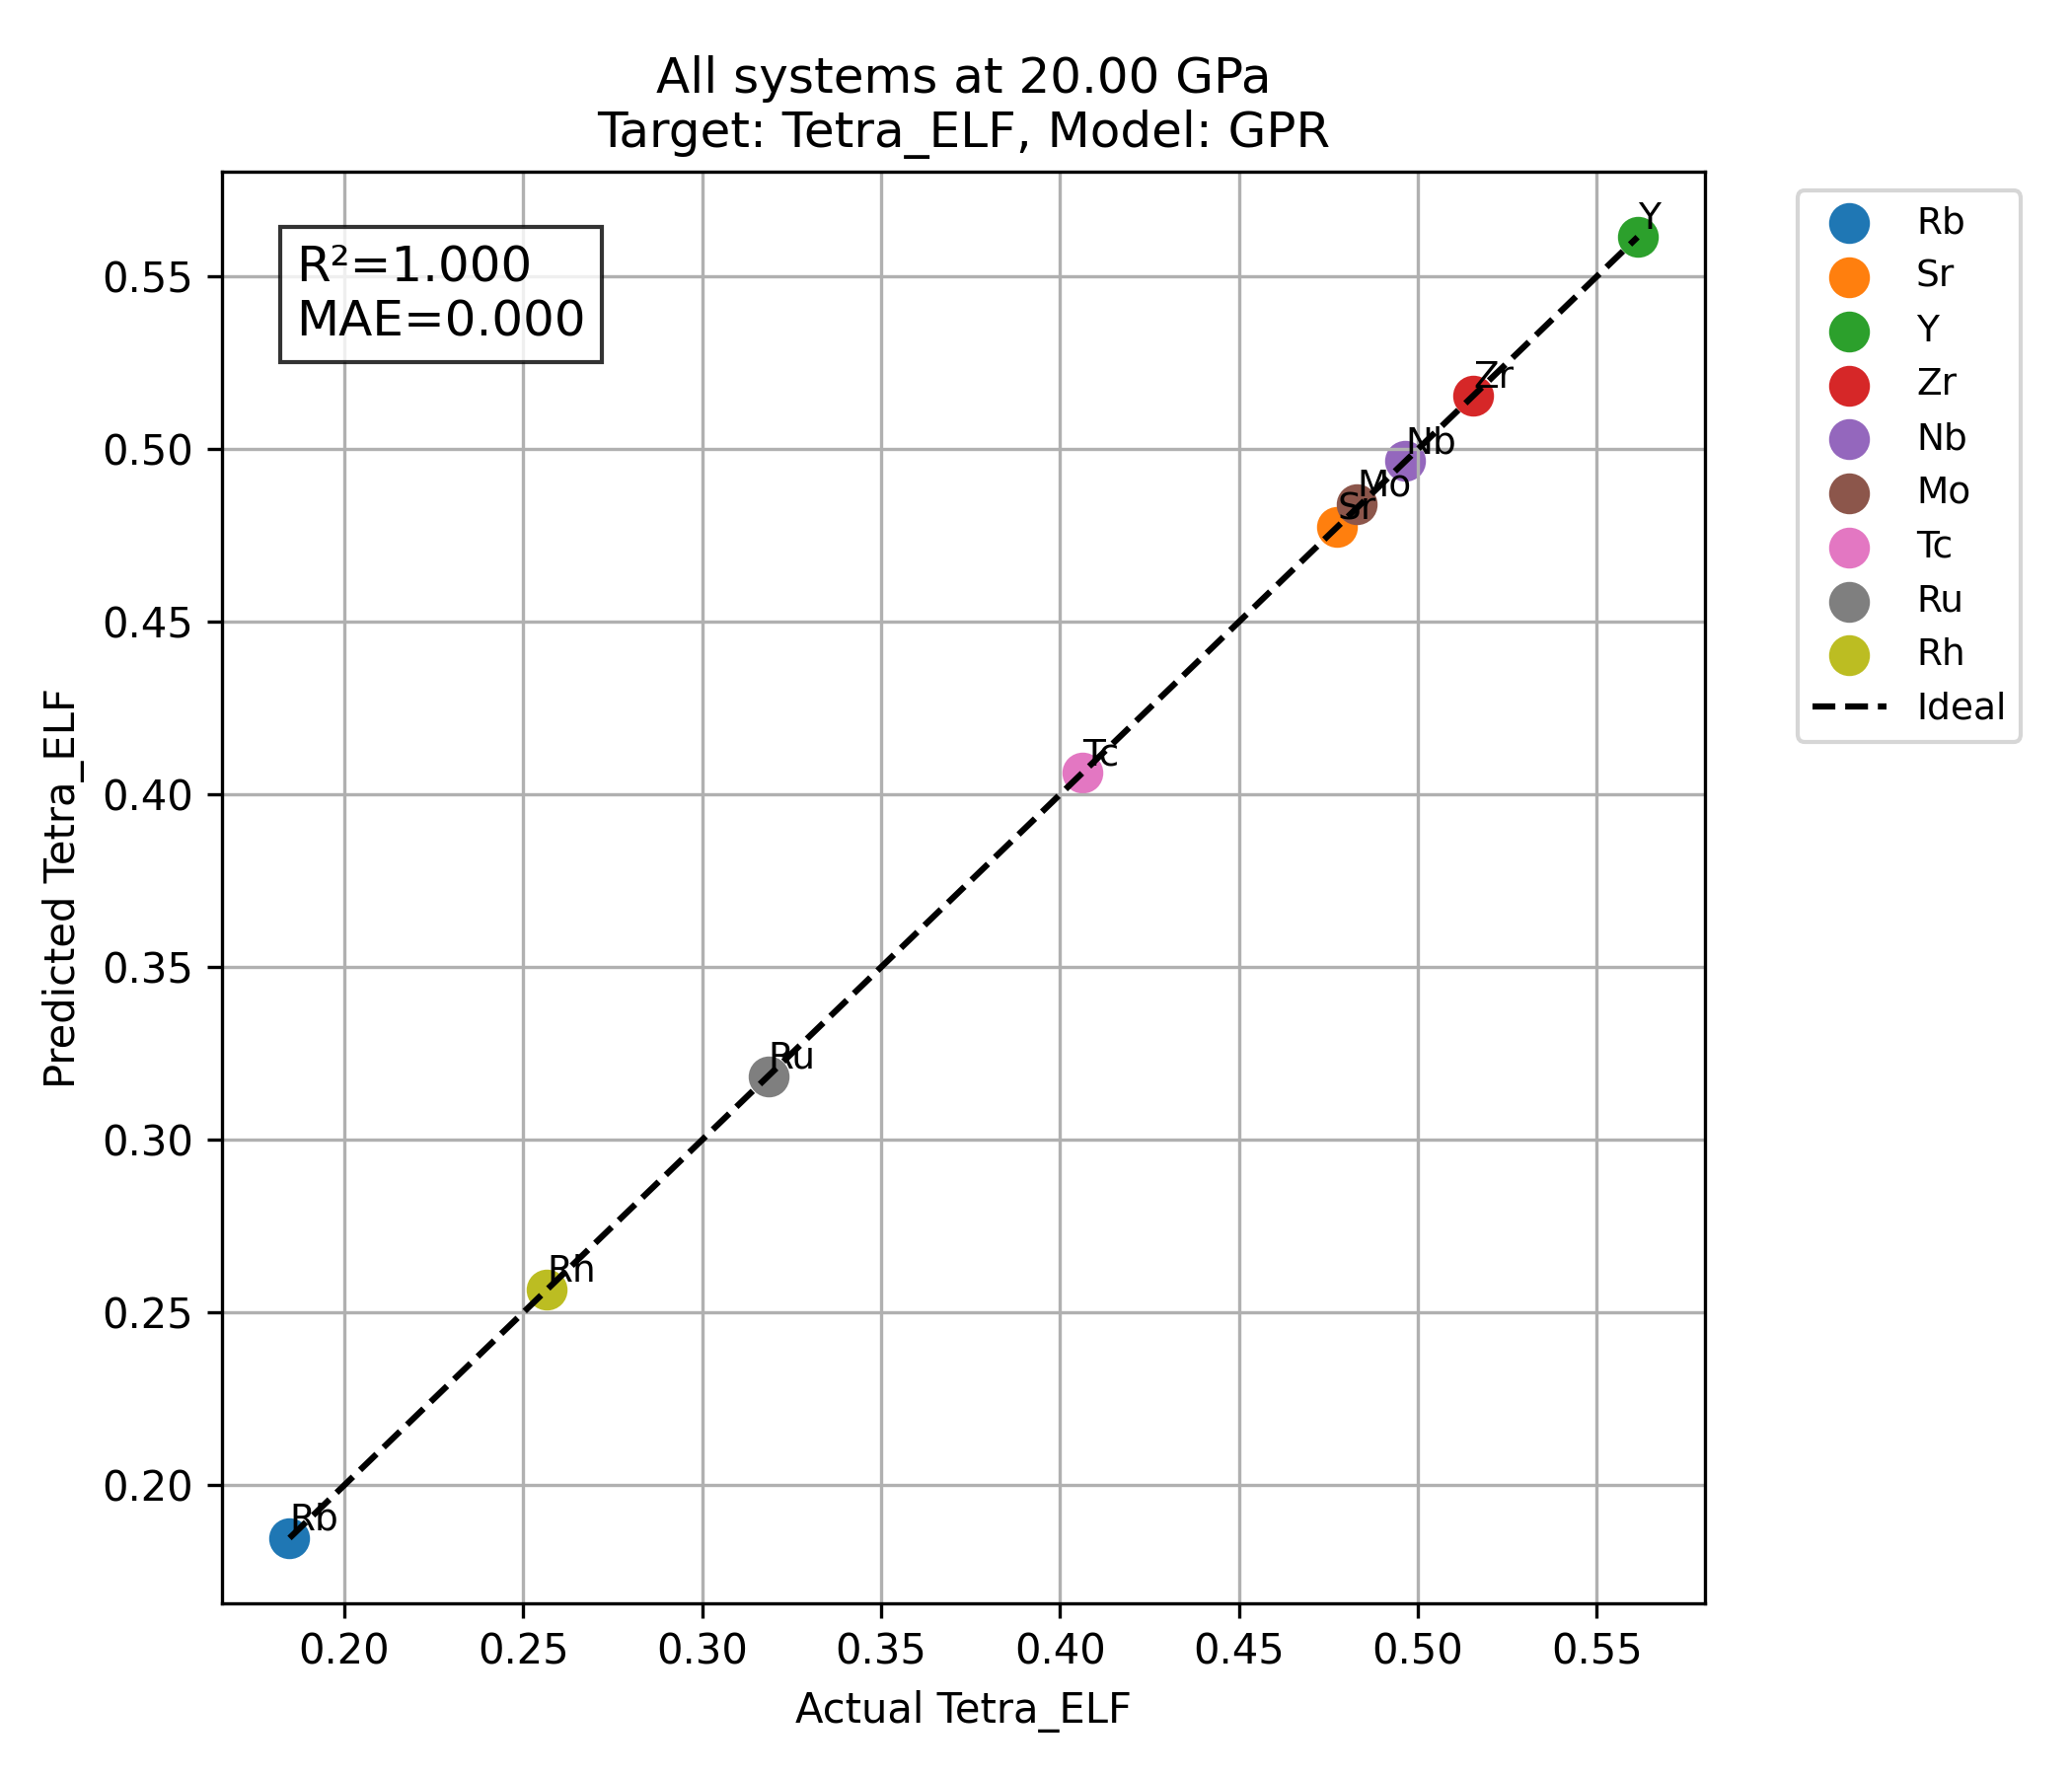 All systems at 20.00 GPa
Target: Tetra_ELF, Model: GPR
R²=1.000
MAE=0.000
Y
Zr
Nb
Mo
Sr
Tc
Ru
Rh
Rb
0.55
0.50
0.45
0.40
0.35
0.30
0.25
0.20
Predicted Tetra_ELF
0.20 0.25 0.30 0.35 0.40 0.45 0.50 0.55
Actual Tetra_ELF
Rb
Sr
Y
Zr
Nb
Mo
Tc
Ru
Rh
Ideal